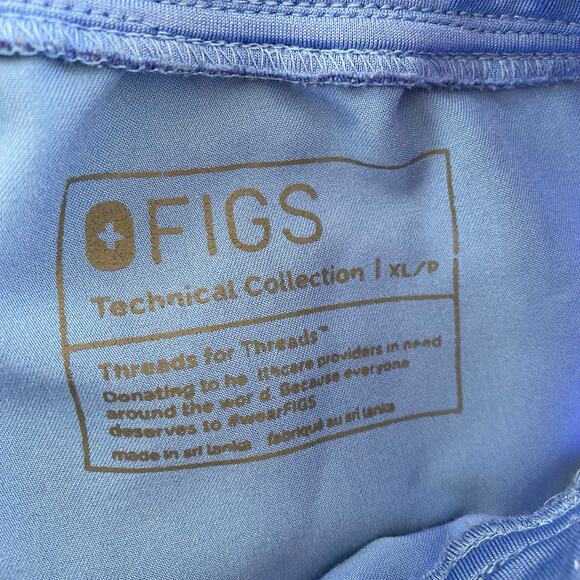 FIGS
Technical Collection | XL/P
Threads for Threads™
Donating to he lthcare providers in need
around the wor d. Because everyone
deserves to #wearFIGS
made in sri lanka fabriqué au sri lanka